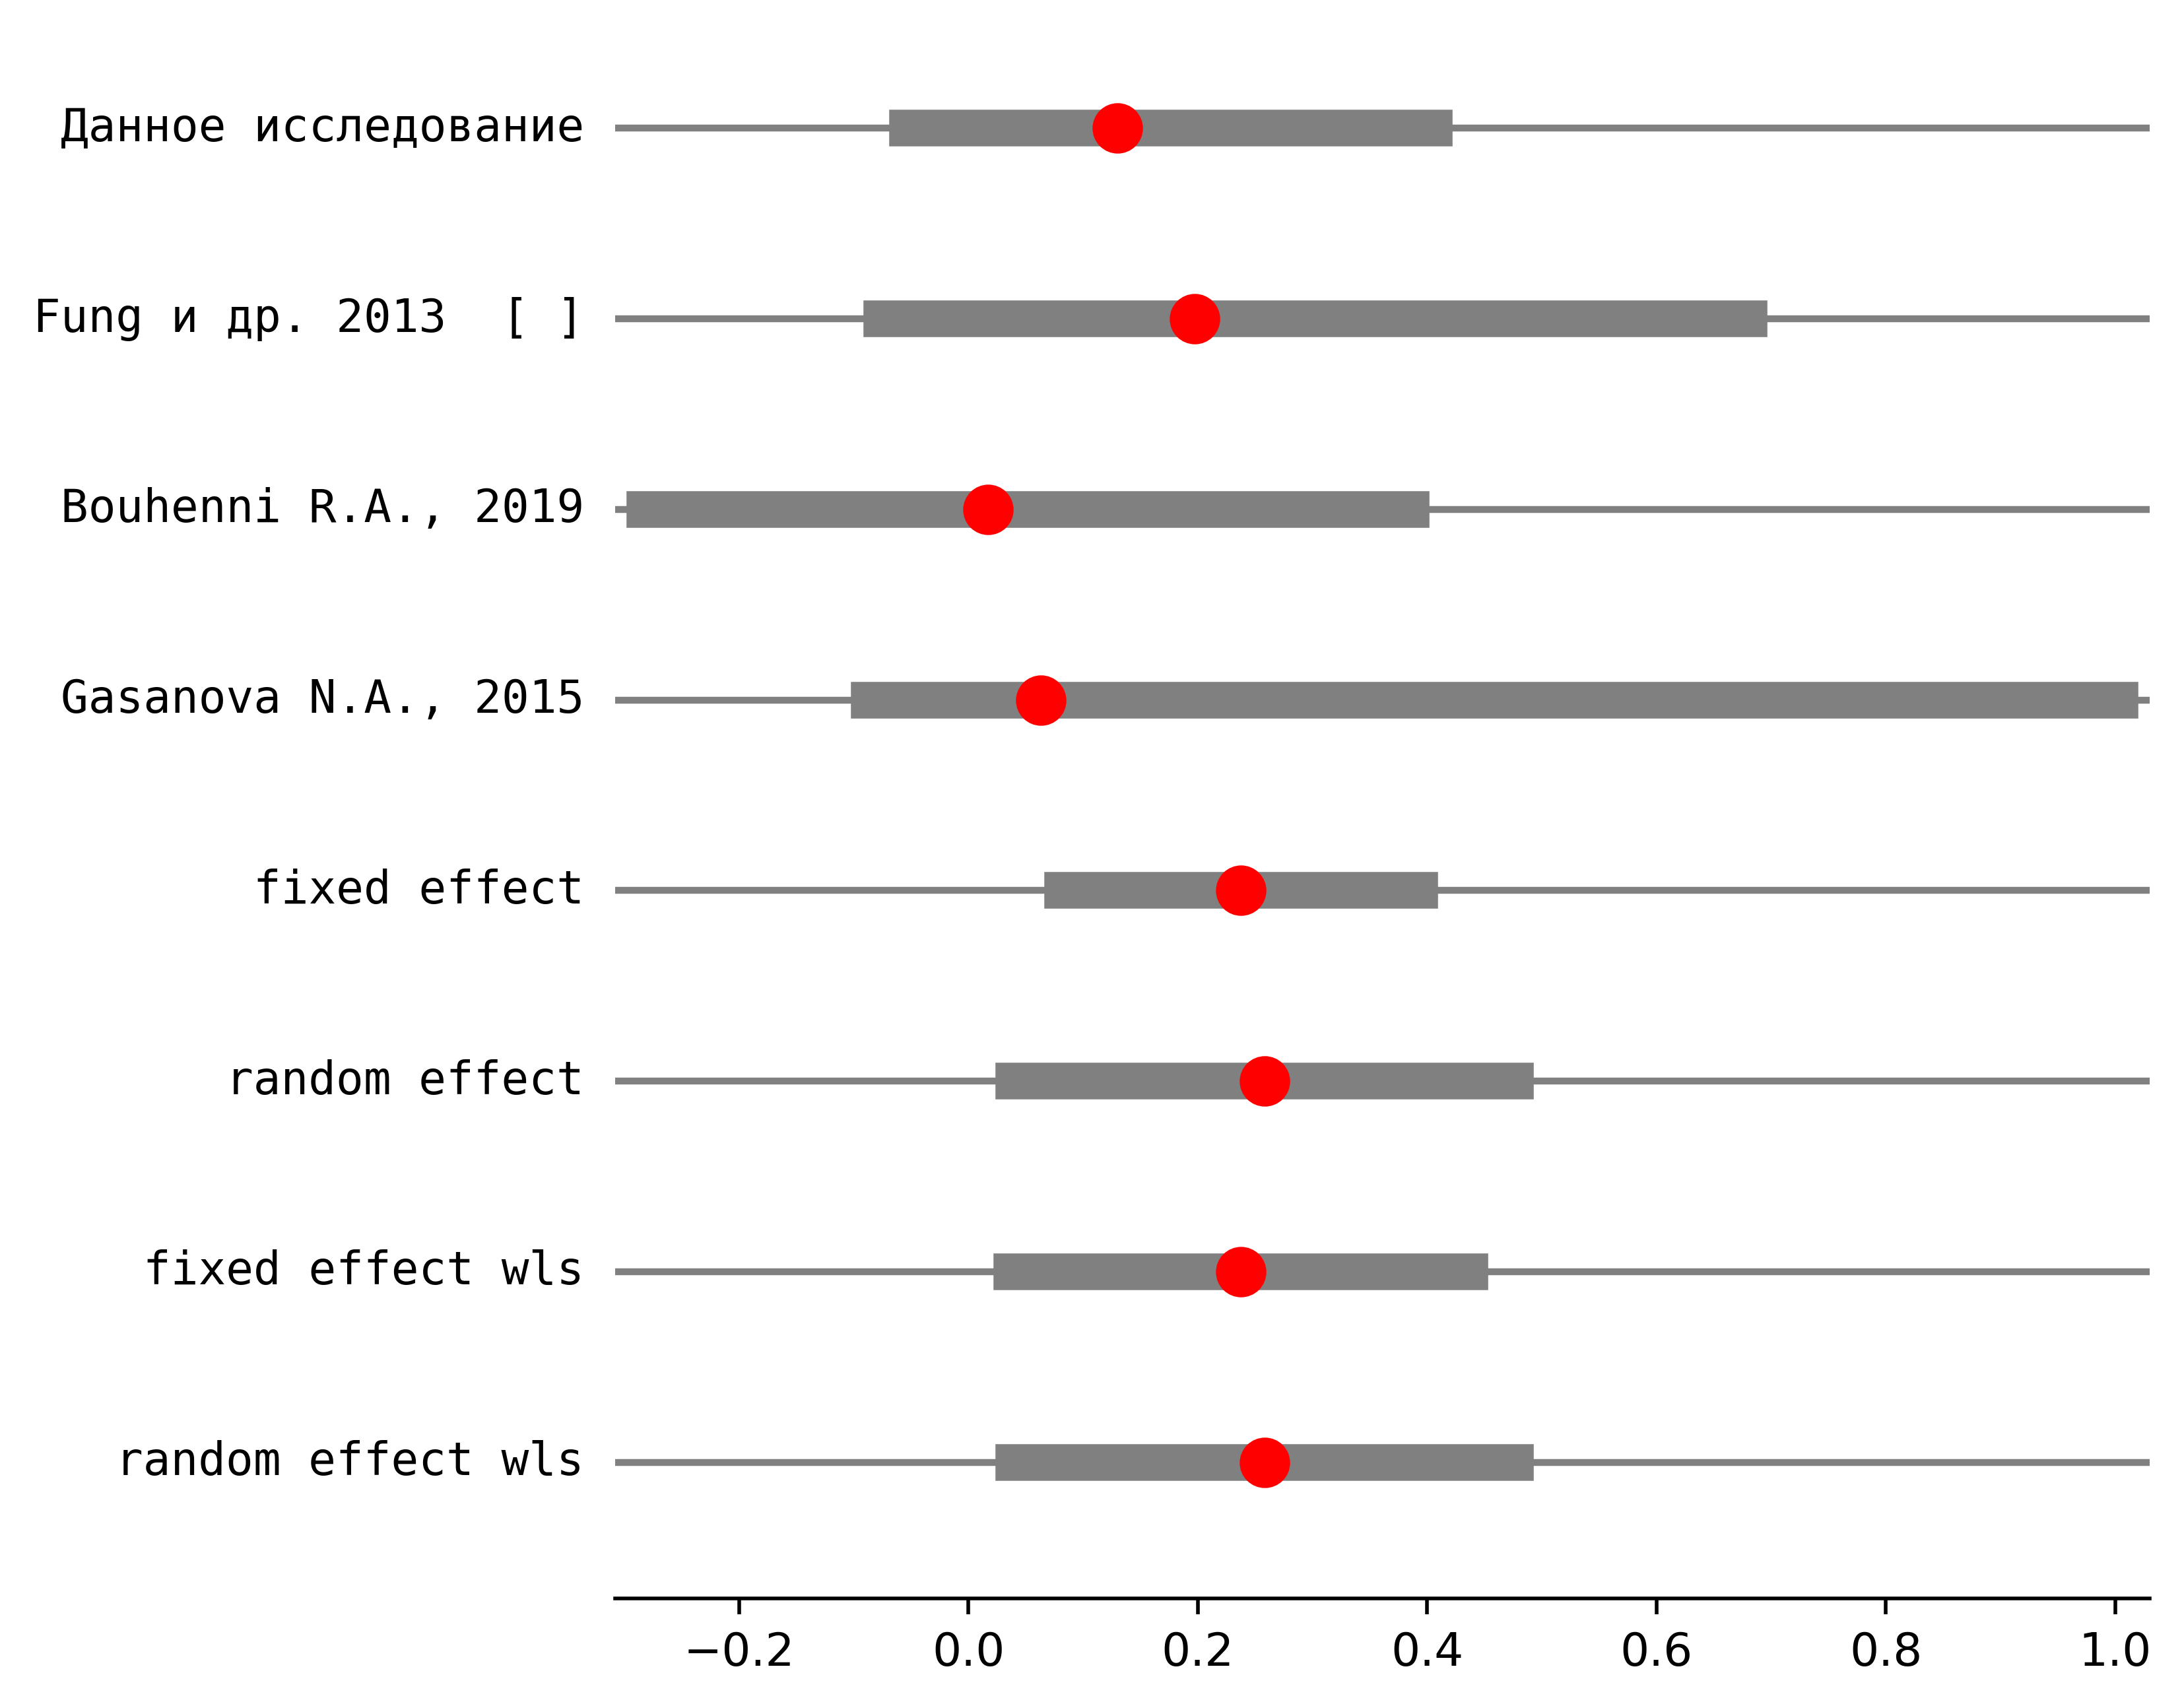 Данное исследование
Fung и др. 2013  [ ]
Bouhenni R.A., 2019
Gasanova N.A., 2015
fixed effect
random effect
fixed effect wls
random effect wls
−0.2 0.0 0.2 0.4 0.6 0.8 1.0